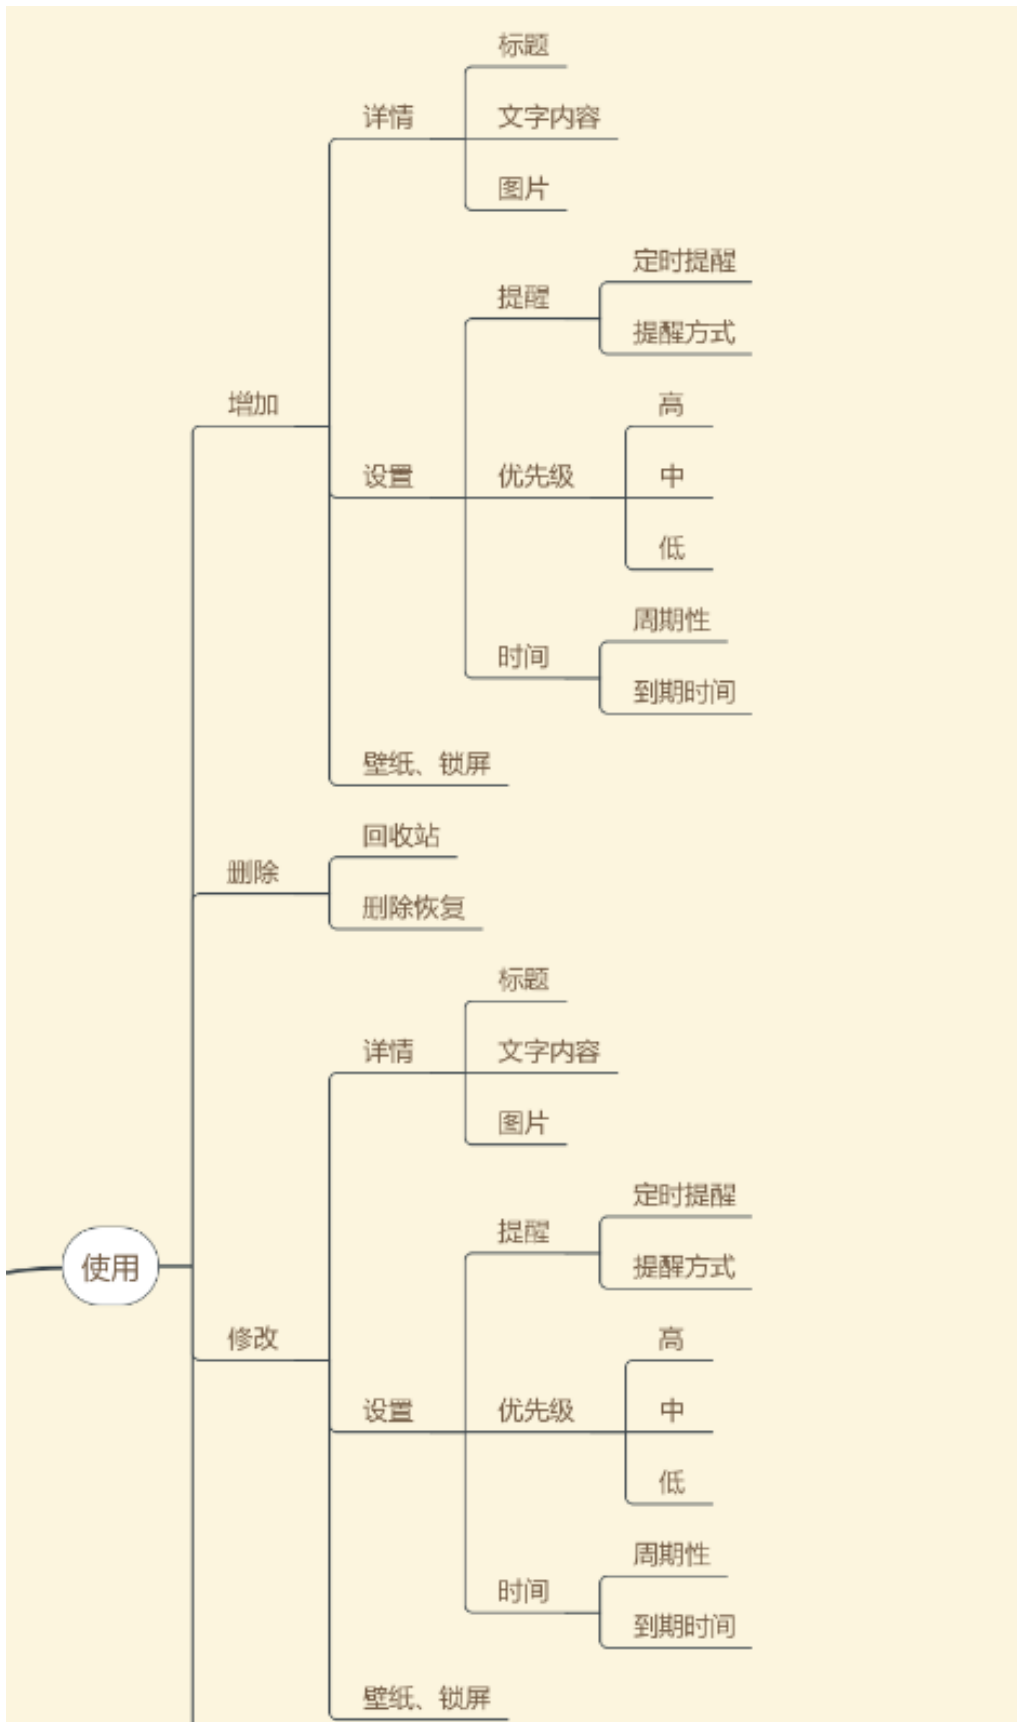 标题
详情
文字内容
图片
定时提醒
提醒
提醒方式
增加
高
设置
优先级
中
低
周期性
时间
到期时间
壁纸、锁屏
回收站
删除
删除恢复
标题
详情
文字内容
图片
定时提醒
提醒
提醒方式
使用
修改
高
设置
优先级
中
低
周期性
时间
到期时间
壁纸、锁屏